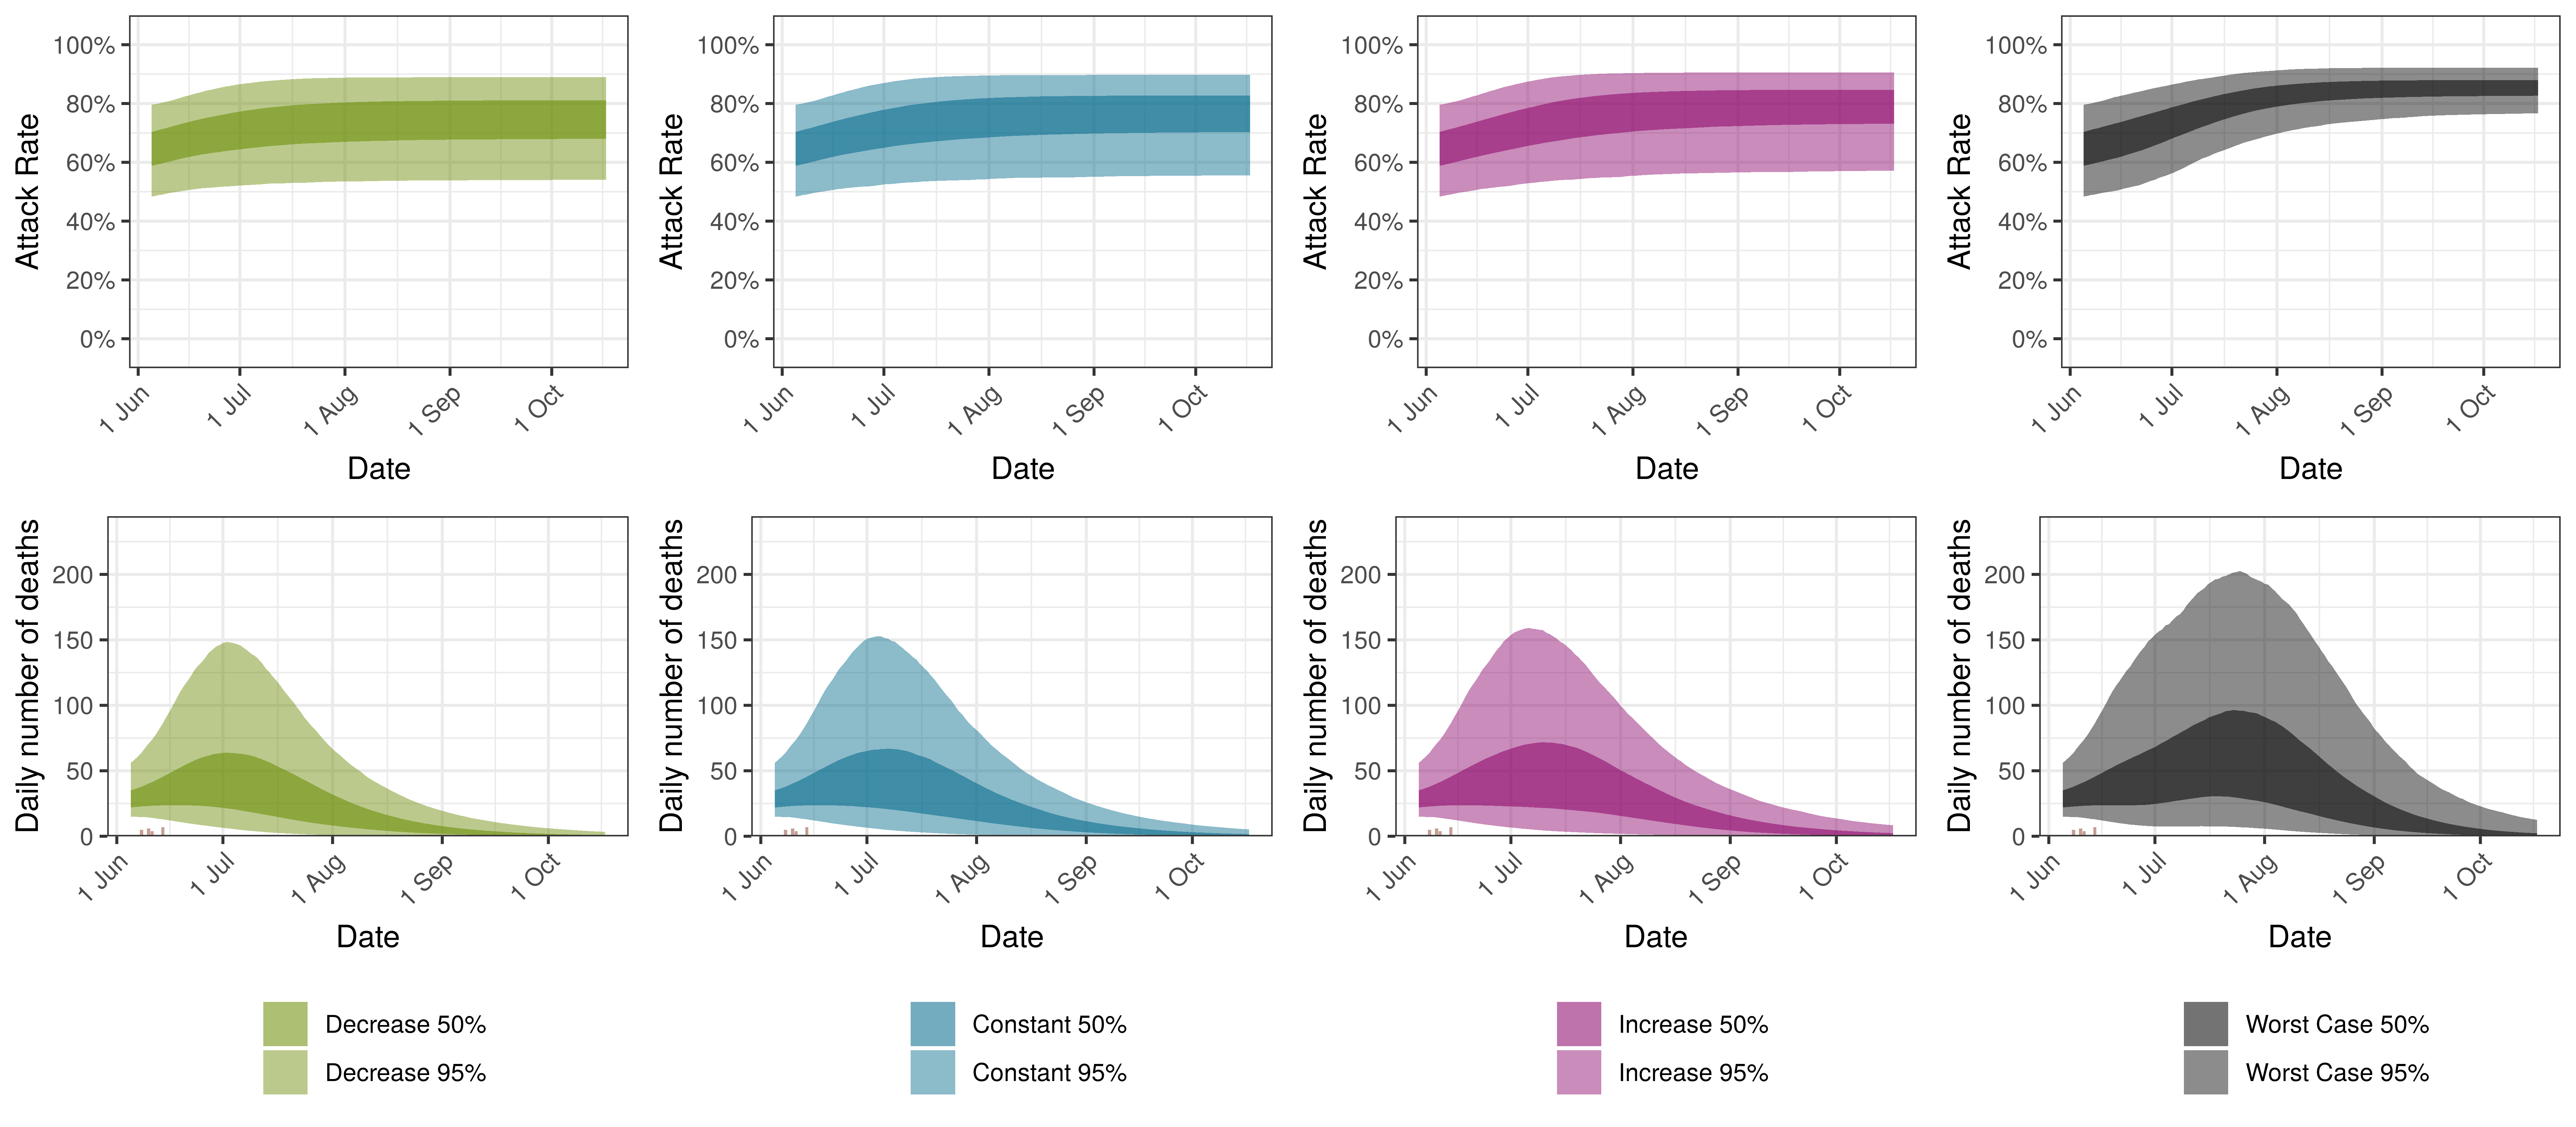 Attack Rate
100%
80%
60%
40%
20%
0%
1 Jun
1 Jul
1 Aug
1 Sep
1 Oct
Date
Attack Rate
100%
80%
60%
40%
20%
0%
1 Jun
1 Jul
1 Aug
1 Sep
1 Oct
Date
Attack Rate
100%
80%
60%
40%
20%
0%
1 Jun
1 Jul
1 Aug
1 Sep
1 Oct
Date
Attack Rate
100%
80%
60%
40%
20%
0%
1 Jun
1 Jul
1 Aug
1 Sep
1 Oct
Date
Daily number of deaths
200
150
100
50
0
1 Jun
1 Jul
1 Aug
1 Sep
1 Oct
Date
Daily number of deaths
200
150
100
50
0
1 Jun
1 Jul
1 Aug
1 Sep
1 Oct
Date
Daily number of deaths
200
150
100
50
0
1 Jun
1 Jul
1 Aug
1 Sep
1 Oct
Date
Daily number of deaths
200
150
100
50
0
1 Jun
1 Jul
1 Aug
1 Sep
1 Oct
Date
Decrease 50%
Decrease 95%
Constant 50%
Constant 95%
Increase 50%
Increase 95%
Worst Case 50%
Worst Case 95%